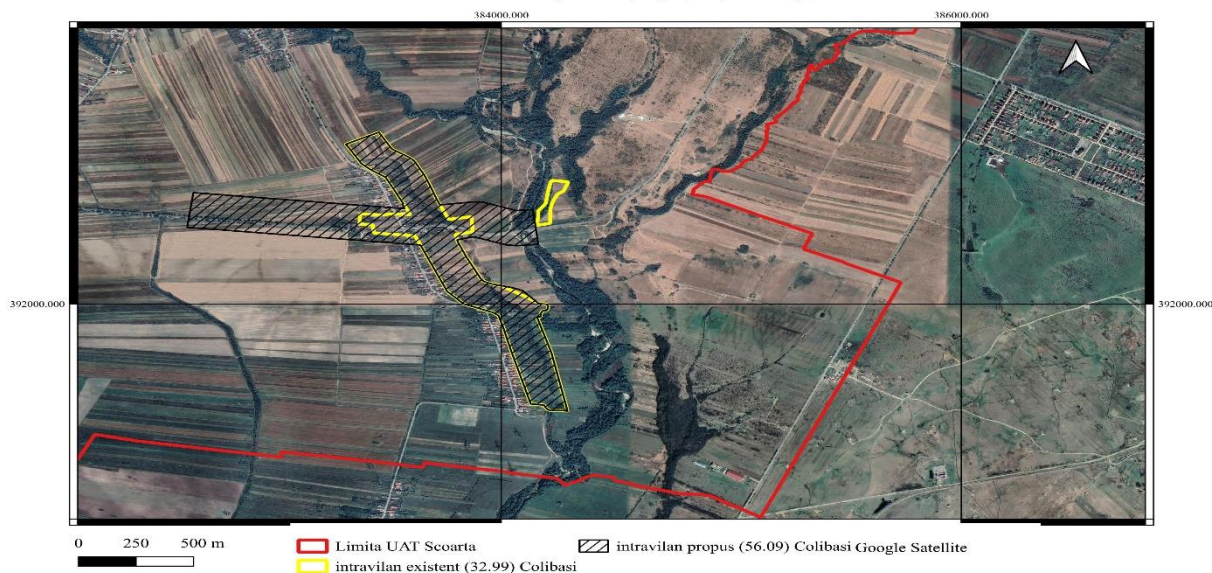 384000.000 386000.000
392000.000 392000.000
0 250 500 m
Limita UAT Scoarta
intravilan propus (56.09) Colibasi Google Satellite
intravilan existent (32.99) Colibasi